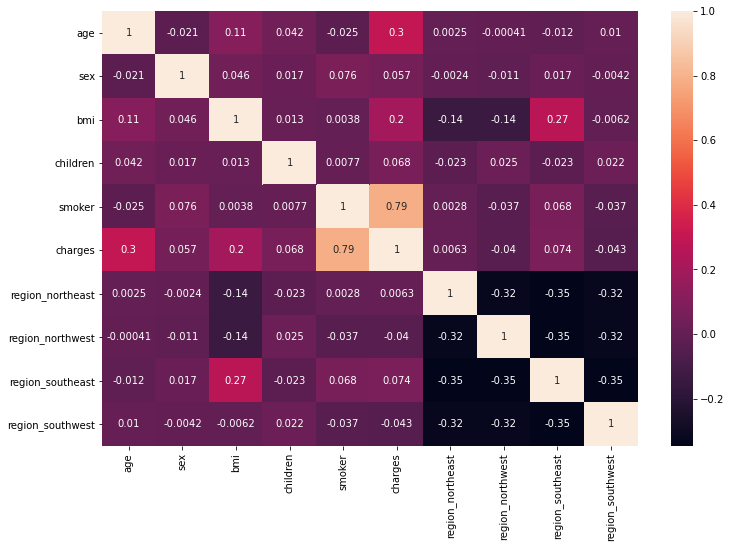 age 1 -0.021 0.11 0.042 -0.025 0.3 0.0025 -0.00041 -0.012 0.01
sex -0.021 1 0.046 0.017 0.076 0.057 -0.0024 -0.011 0.017 -0.0042
bmi 0.11 0.046 1 0.013 0.0038 0.2 -0.14 -0.14 0.27 -0.0062
children 0.042 0.017 0.013 1 0.0077 0.068 -0.023 0.025 -0.023 0.022
smoker -0.025 0.076 0.0038 0.0077 1 0.79 0.0028 -0.037 0.068 -0.037
charges 0.3 0.057 0.2 0.068 0.79 1 0.0063 -0.04 0.074 -0.043
region_northeast 0.0025 -0.0024 -0.14 -0.023 0.0028 0.0063 1 -0.32 -0.35 -0.32
region_northwest -0.00041 -0.011 -0.14 0.025 -0.037 -0.04 -0.32 1 -0.35 -0.32
region_southeast -0.012 0.017 0.27 -0.023 0.068 0.074 -0.35 -0.35 1 -0.35
region_southwest 0.01 -0.0042 -0.0062 0.022 -0.037 -0.043 -0.32 -0.32 -0.35 1
age
sex
bmi
children
smoker
charges
region_northeast
region_northwest
region_southeast
region_southwest
1.0
0.8
0.6
0.4
0.2
0.0
−0.2